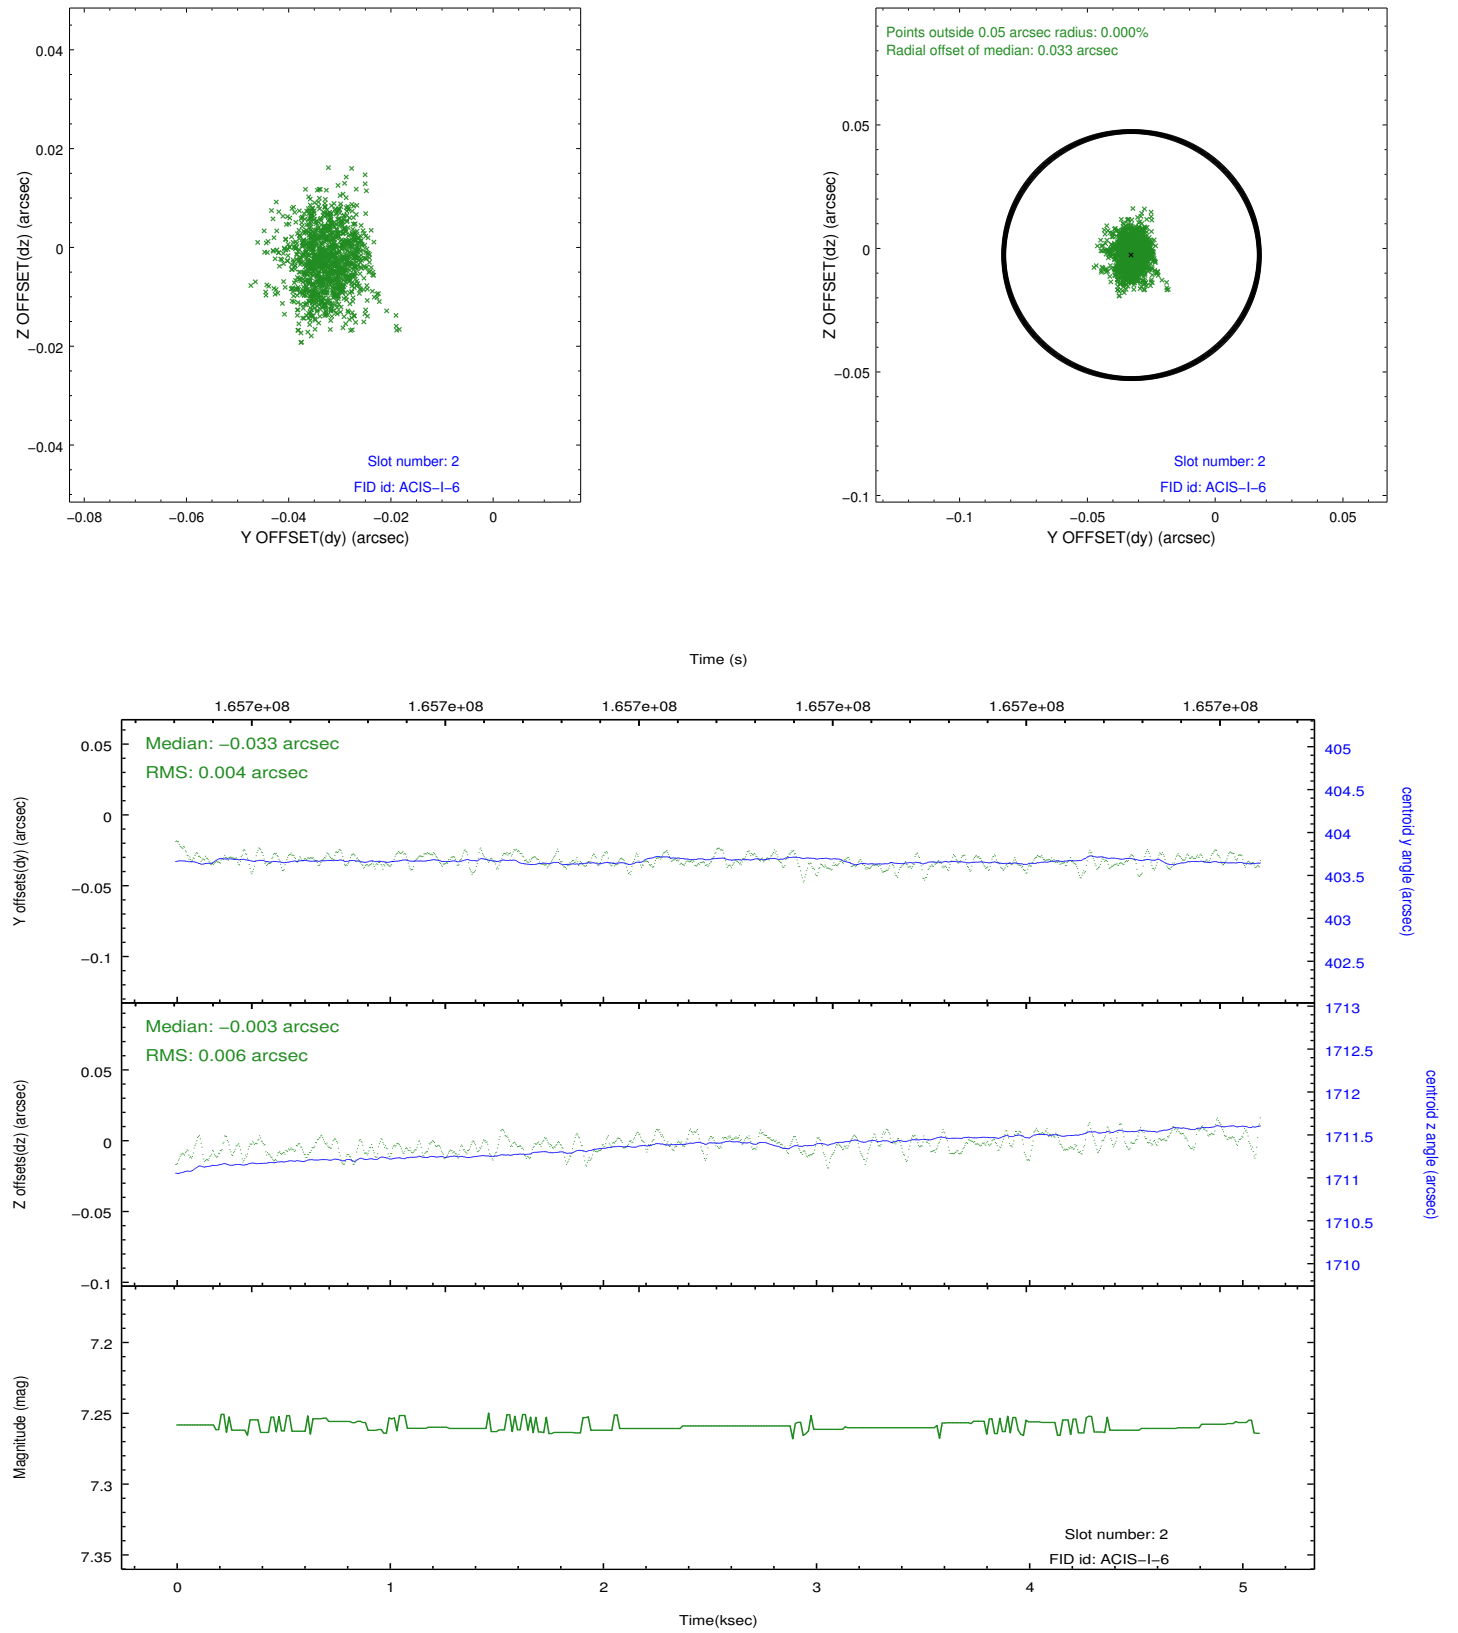 0.04
0.02
0
−0.02
−0.04
Z OFFSET(dz) (arcsec)
Slot number: 2
FID id: ACIS−I−6
−0.08
−0.06
−0.04
−0.02
0
Y OFFSET(dy) (arcsec)
Points outside 0.05 arcsec radius: 0.000%
Radial offset of median: 0.033 arcsec
0.05
0
−0.05
−0.1
Z OFFSET(dz) (arcsec)
Slot number: 2
FID id: ACIS−I−6
−0.1
−0.05
0
0.05
Y OFFSET(dy) (arcsec)
Time (s)
1.657e+08
1.657e+08
1.657e+08
1.657e+08
1.657e+08
1.657e+08
Median: −0.033 arcsec
RMS: 0.004 arcsec
0.05
0
−0.05
−0.1
Y offsets(dy) (arcsec)
405
404.5
404
403.5
403
402.5
centroid y angle (arcsec)
Median: −0.003 arcsec
RMS: 0.006 arcsec
0.05
0
−0.05
−0.1
Z offsets(dz) (arcsec)
1713
1712.5
1712
1711.5
1711
1710.5
1710
centroid z angle (arcsec)
7.2
7.25
7.3
7.35
Magnitude (mag)
Slot number: 2
FID id: ACIS−I−6
0
1
2
3
4
5
Time(ksec)